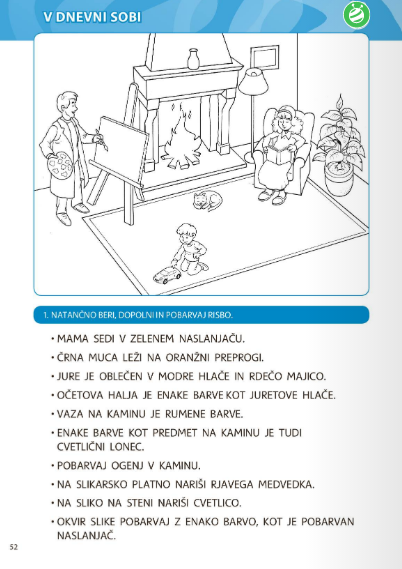 V DNEVNI SOBI
1. NATANČNO BERI, DOPOLNI IN POBARVAJ RISBO.
• MAMA SEDI V ZELENEM NASLANJAČU.
• ČRNA MUCA LEŽI NA ORANŽNI PREPROGI.
• JURE JE OBLEČEN V MODRE HLAČE IN RDEČO MAJICO.
• OČETOVA HALJA JE ENAKE BARVE KOT JURETOVE HLAČE.
• VAZA NA KAMINU JE RUMENE BARVE.
• ENAKE BARVE KOT PREDMET NA KAMINU JE TUDI
CVETLIČNI LONEC.
• POBARVAJ OGENJ V KAMINU.
• NA SLIKARSKO PLATNO NARIŠI RJAVEGA MEDVEDKA.
• NA SLIKO NA STENI NARIŠI CVETLICO.
• OKVIR SLIKE POBARVAJ Z ENAKO BARVO, KOT JE POBARVAN
NASLANJAČ.
52